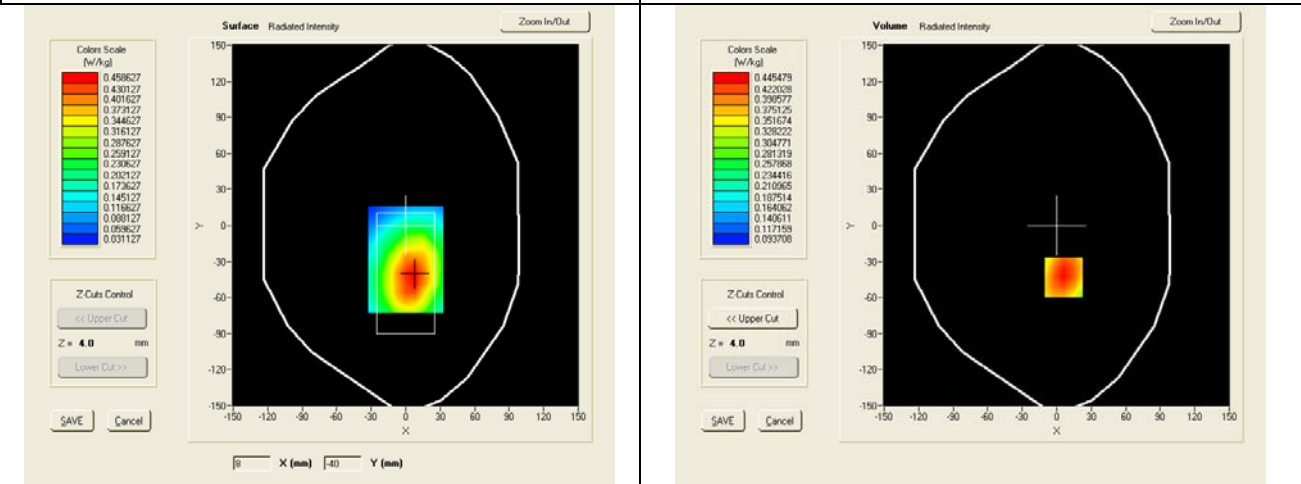 Surface Radiated Intensity
Zoom In/Out
Colors Scale
(W/kg)
0.458627
0.430127
0.401627
0.373127
0.344627
0.316127
0.287627
0.259127
0.230627
0.202127
0.173627
0.145127
0.116627
0.088127
0.059627
0.031127
Z-Cuts Control
<< Upper Cut
Z = 4.0 mm
Lower Cut >>
SAVE Cancel
150
120
90
60
30
0
-30
-60
-90
-120
-150
Y
-150 -120 -90 -60 -30 0 30 60 90 120 150
X
8 X (mm) -40 Y (mm)
Volume Radiated Intensity
Zoom In/Out
Colors Scale
(W/kg)
0.445479
0.422028
0.398577
0.375125
0.351674
0.328222
0.304771
0.281319
0.257868
0.234416
0.210965
0.187514
0.164062
0.140611
0.117159
0.093708
Z-Cuts Control
<< Upper Cut
Z = 4.0 mm
Lower Cut >>
SAVE Cancel
150
120
90
60
30
0
-30
-60
-90
-120
-150
Y
-150 -120 -90 -60 -30 0 30 60 90 120 150
X